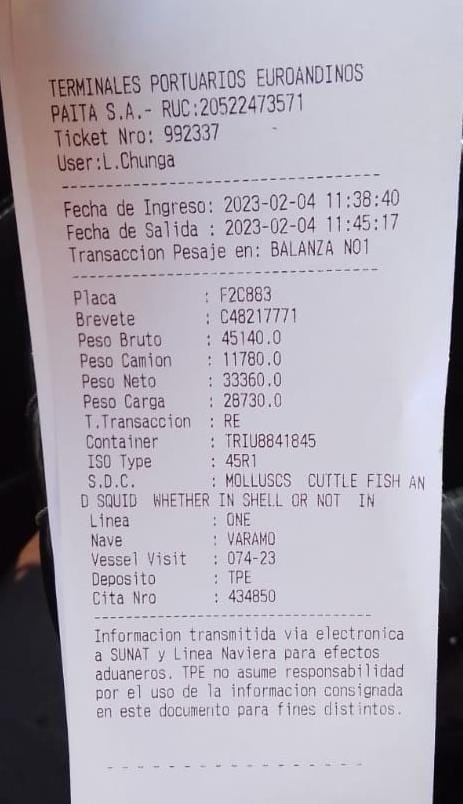 TERMINALES PORTUARIOS EUROANDINOS
PAITA S.A.- RUC:20522473571
Ticket Nro: 992337
User:L.Chunga
--------------------------------
Fecha de Ingreso: 2023-02-04 11:38:40
Fecha de Salida : 2023-02-04 11:45:17
Transaccion Pesaje en: BALANZA NO1
--------------------------------
Placa : F2C883
Brevete : C48217771
Peso Bruto : 45140.0
Peso Camion : 11780.0
Peso Neto : 33360.0
Peso Carga : 28730.0
T.Transaccion : RE
Container : TRIU8841845
ISO Type : 45R1
S.D.C. : MOLLUSCS CUTTLE FISH AN
D SQUID WHETHER IN SHELL OR NOT IN
Linea : ONE
Nave : VARAMO
Vessel Visit : 074-23
Deposito : TPE
Cita Nro : 434850
--------------------------------
Informacion transmitida via electronica
a SUNAT y Linea Naviera para efectos
aduaneros. TPE no asume responsabilidad
por el uso de la informacion consignada
en este documento para fines distintos.
- - - - - - - - - - - - - - - - -